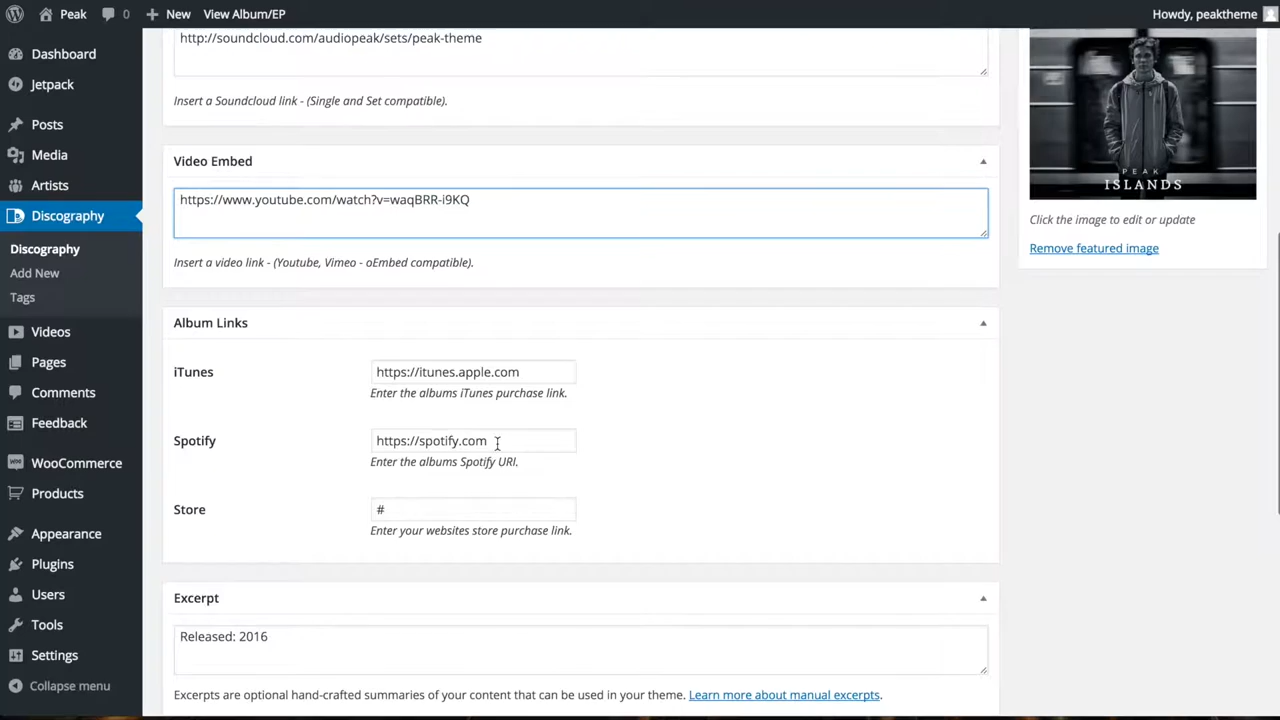 Peak
0
New
View Album/EP
Howdy, peaktheme
Dashboard
Jetpack
Posts
Media
Artists
Discography
Discography
Add New
Tags
Videos
Pages
Comments
Feedback
WooCommerce
Products
Appearance
Plugins
Users
Tools
Settings
Collapse menu
http://soundcloud.com/audiopeak/sets/peak-theme
Insert a Soundcloud link - (Single and Set compatible).
Video Embed
https://www.youtube.com/watch?v=waqBRR-i9KQ
Insert a video link - (Youtube, Vimeo - oEmbed compatible).
Album Links
iTunes
https://itunes.apple.com
Enter the albums iTunes purchase link.
Spotify
https://spotify.com
Enter the albums Spotify URI.
Store
#
Enter your websites store purchase link.
Excerpt
Released: 2016
Excerpts are optional hand-crafted summaries of your content that can be used in your theme. Learn more about manual excerpts.
PEAK
ISLANDS
Click the image to edit or update
Remove featured image